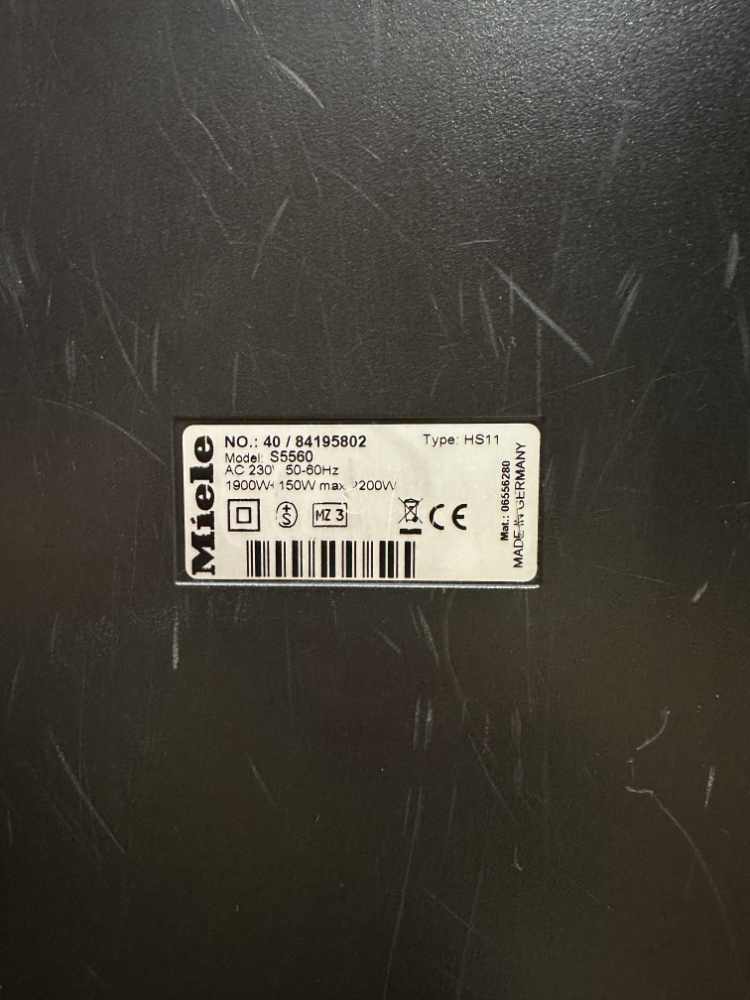 Miele
NO.: 40 / 84195802
Type: HS11
Model: S5560
AC 230 50-60Hz
1900W+ 150W max 2200W
S
MZ 3
CE
Mat.: 06556280
MADE IN GERMANY